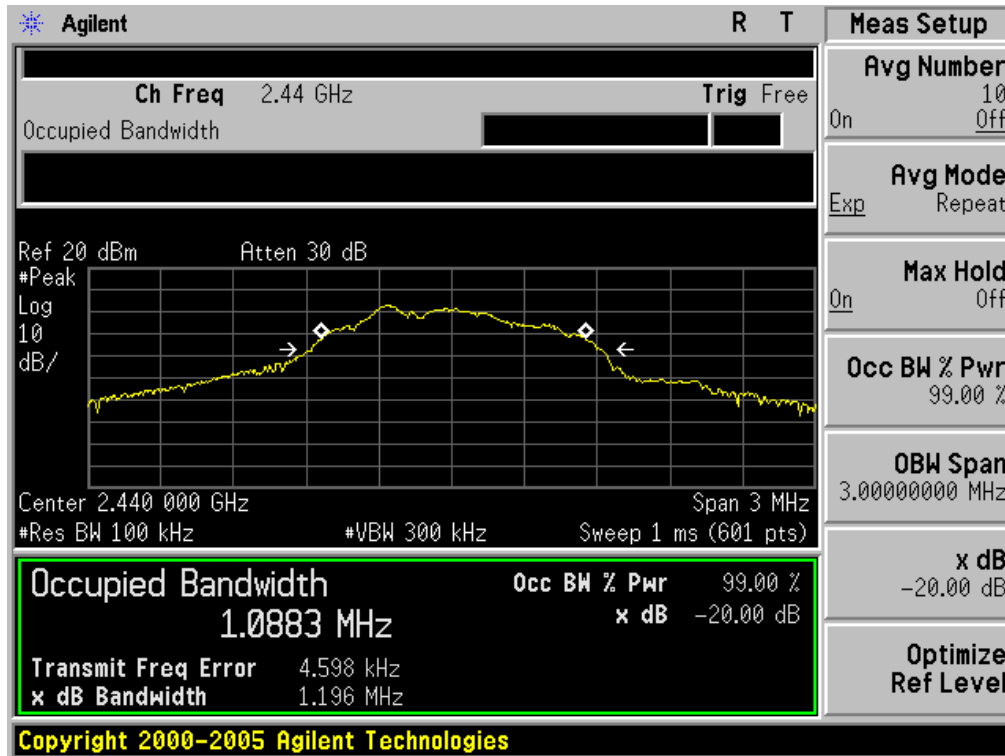 Agilent R T
Ch Freq 2.44 GHz Trig Free
Occupied Bandwidth
Ref 20 dBm Atten 30 dB
#Peak
Log
10
dB/
Center 2.440 000 GHz Span 3 MHz
#Res BW 100 kHz #VBW 300 kHz Sweep 1 ms (601 pts)
Occupied Bandwidth Occ BW % Pwr 99.00 %
1.0883 MHz x dB -20.00 dB
Transmit Freq Error 4.598 kHz
x dB Bandwidth 1.196 MHz
Copyright 2000-2005 Agilent Technologies
Meas Setup
Avg Number
10
On Off
Avg Mode
Exp Repeat
Max Hold
On Off
Occ BW % Pwr
99.00 %
OBW Span
3.00000000 MHz
x dB
-20.00 dB
Optimize
Ref Level